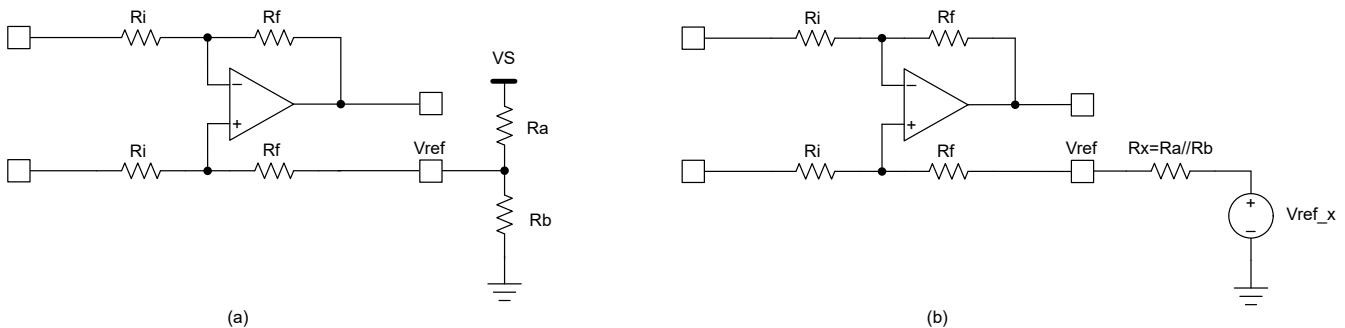 Ri
Rf
VS
Ra
−
+
Ri
Rf
Vref
Rb
(a)
Ri
Rf
−
+
Ri
Rf
Vref
Rx=Ra//Rb
+
−
Vref_x
(b)